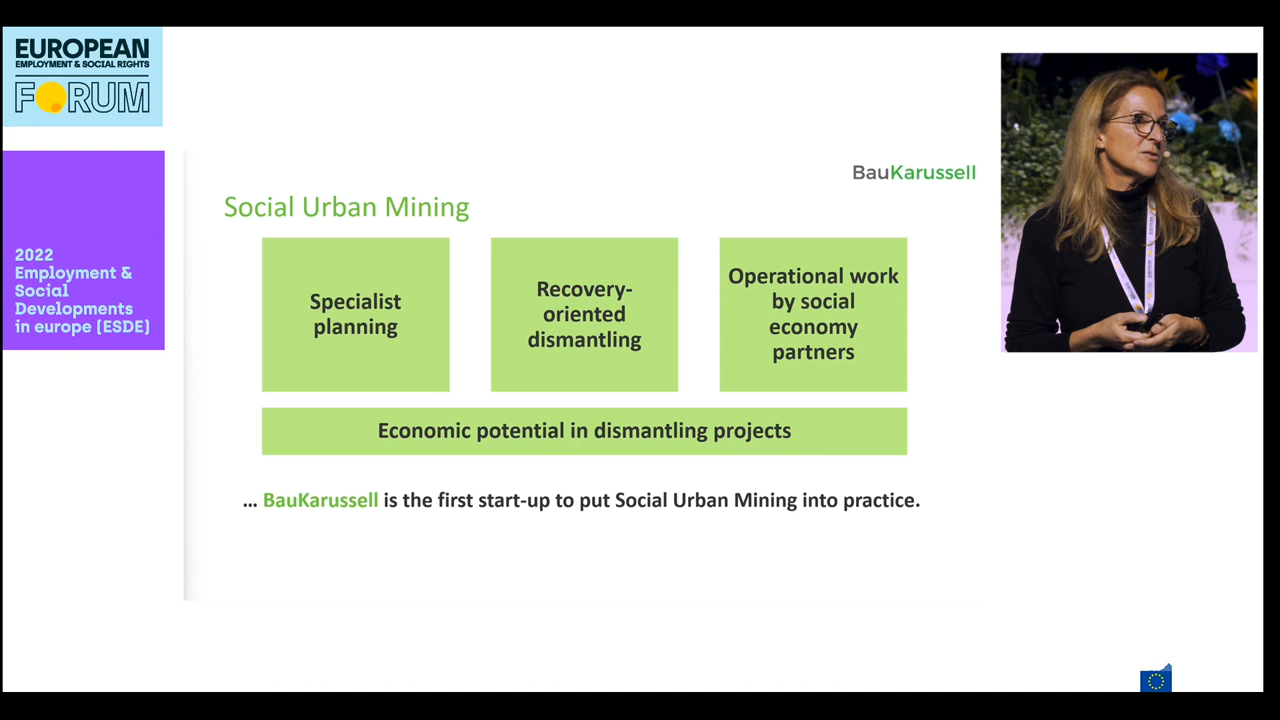 EUROPEAN
EMPLOYMENT & SOCIAL RIGHTS
FORUM
2022
Employment &
Social
Developments
in europe (ESDE)
BauKarussell
Social Urban Mining
Specialist
planning
Recovery-
oriented
dismantling
Operational work
by social
economy
partners
Economic potential in dismantling projects
... BauKarussell is the first start-up to put Social Urban Mining into practice.